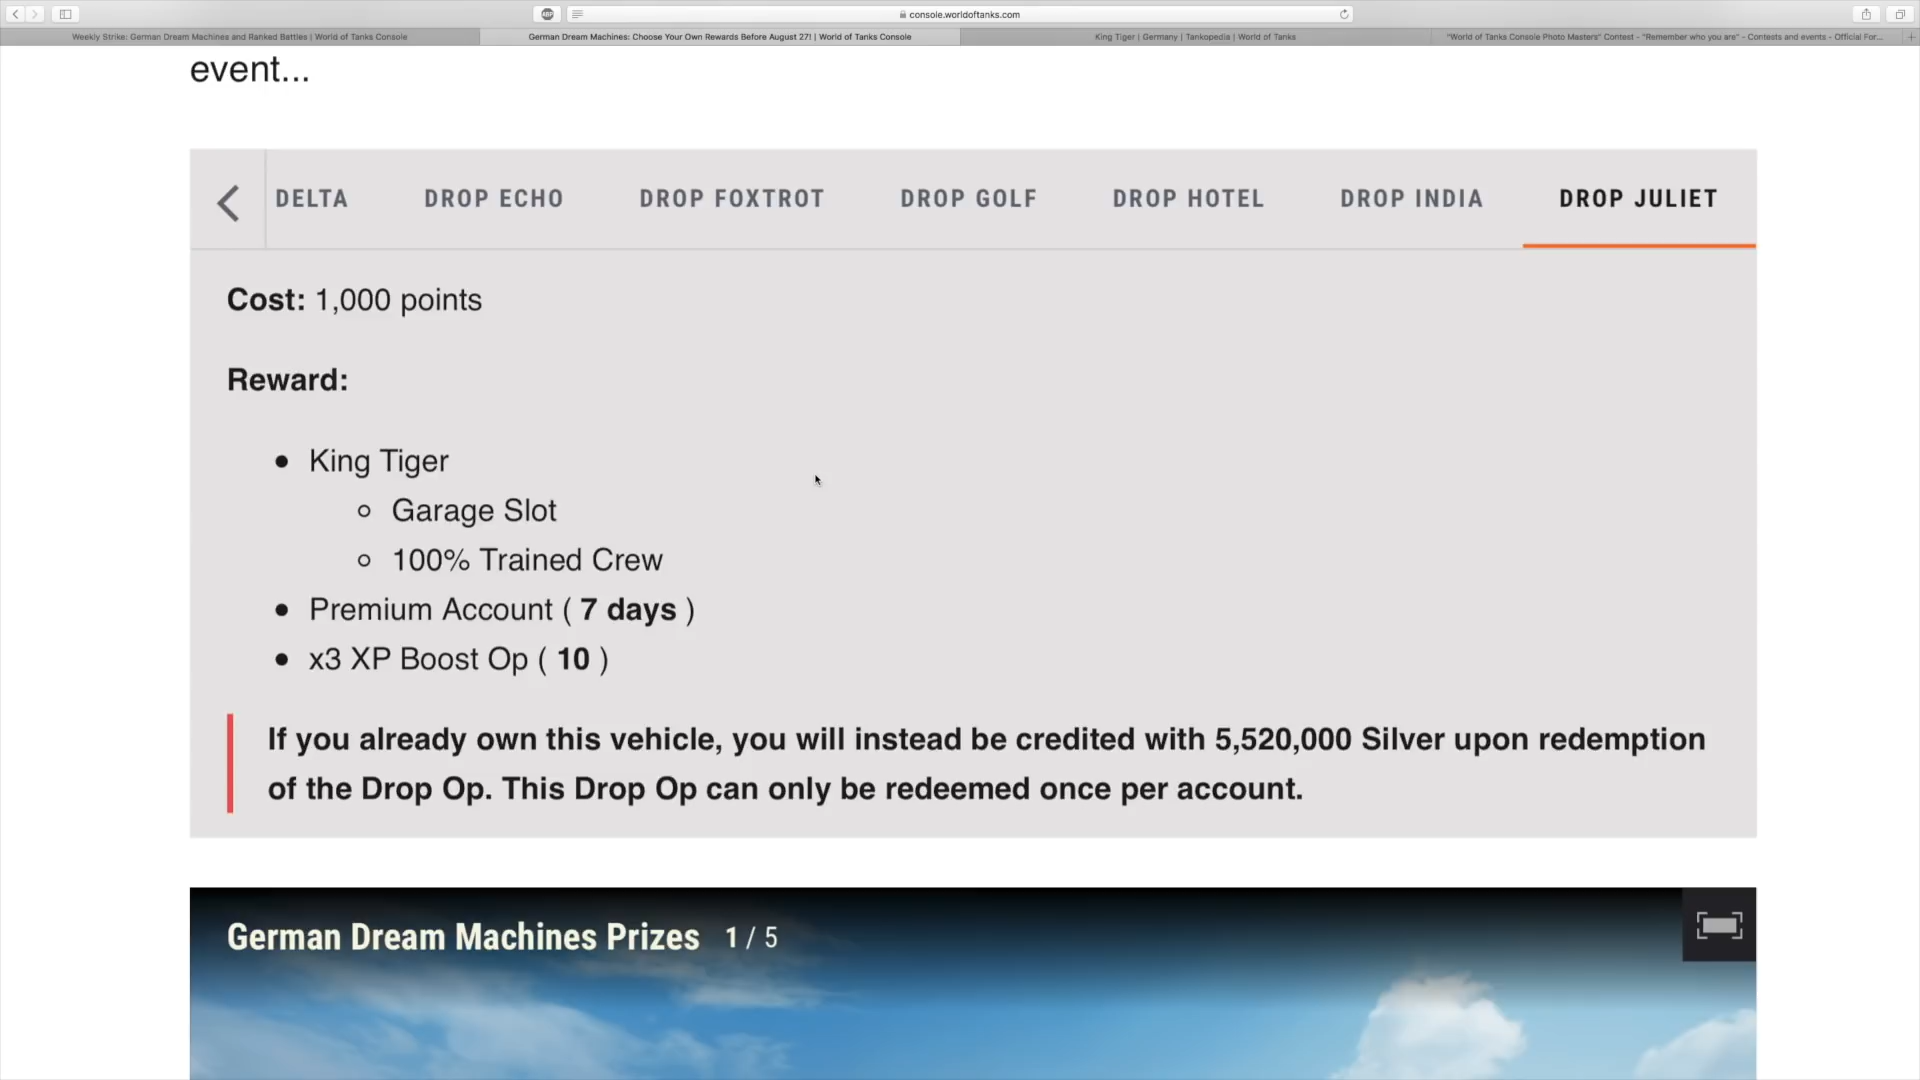 console.worldoftanks.com
Weekly Strike: German Dream Machines and Ranked Battles | World of Tanks Console
German Dream Machines: Choose Your Own Rewards Before August 27! | World of Tanks Console
King Tiger | Germany | Tankopedia | World of Tanks
"World of Tanks Console Photo Masters" Contest - "Remember who you are" - Contests and events - Official For...
event...
DELTA
DROP ECHO
DROP FOXTROT
DROP GOLF
DROP HOTEL
DROP INDIA
DROP JULIET
Cost: 1,000 points
Reward:
King Tiger
Garage Slot
100% Trained Crew
Premium Account ( 7 days )
x3 XP Boost Op ( 10 )
If you already own this vehicle, you will instead be credited with 5,520,000 Silver upon redemption
of the Drop Op. This Drop Op can only be redeemed once per account.
German Dream Machines Prizes 1 / 5